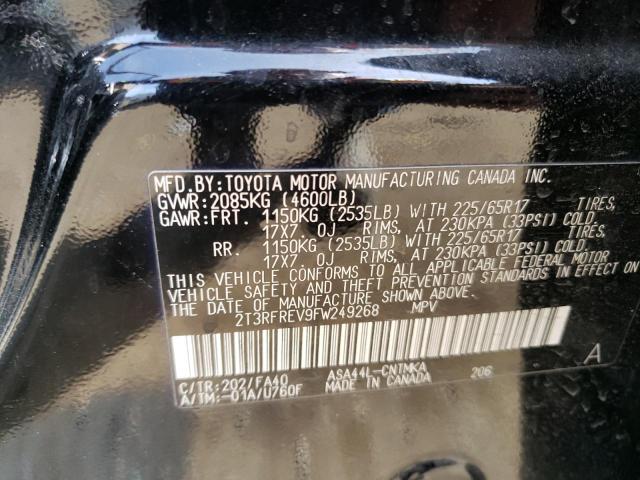 MFD.BY:TOYOTA MOTOR MANUFACTURING CANADA INC.
GVWR:2085KG (4600LB)
GAWR:FRT. 1150KG (2535LB) WITH 225/65R17 TIRES,
17X7.0J RIMS, AT 230KPA (33PSI) COLD
RR. 1150KG (2535LB) WITH 225/65R17 TIRES,
17X7.0J RIMS, AT 230KPA (33PSI) COLD.
THIS VEHICLE CONFORMS TO ALL APPLICABLE FEDERAL MOTOR
VEHICLE SAFETY AND THEFT PREVENTION STANDARDS IN EFFECT ON
THE DATE OF MANUFACTURE SHOWN ABOVE.
2T3RFREV9FW249268 MPV
A
C/TR:202/FA40 ASA44L-CNTMKA 206
A/TM:-01A/U760F MADE IN CANADA